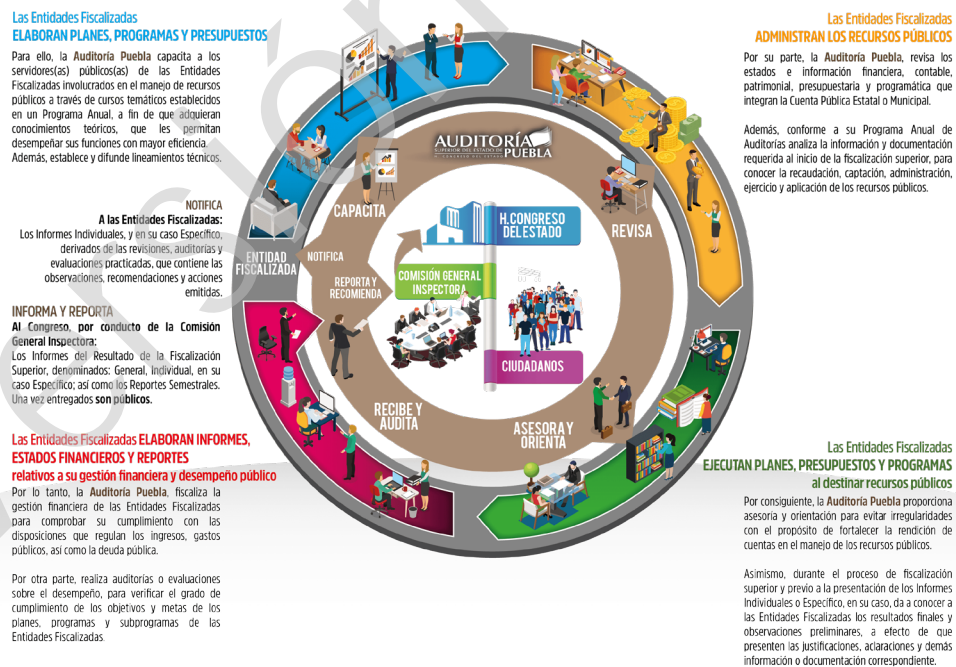 Las Entidades Fiscalizadas
ELABORAN PLANES, PROGRAMAS Y PRESUPUESTOS
Para ello, la Auditoría Puebla capacita a los
servidores(as) públicos(as) de las Entidades
Fiscalizadas involucrados en el manejo de recursos
públicos a través de cursos temáticos establecidos
en un Programa Anual, a fin de que adquieran
conocimientos teóricos, que les permitan
desempeñar sus funciones con mayor eficiencia.
Además, establece y difunde lineamientos técnicos.
NOTIFICA
A las Entidades Fiscalizadas:
Los Informes Individuales, y en su caso Específico,
derivados de las revisiones, auditorías y
evaluaciones practicadas, que contiene las
observaciones, recomendaciones y acciones
emitidas.
INFORMA Y REPORTA
Al Congreso, por conducto de la Comisión
General Inspectora:
Los Informes del Resultado de la Fiscalización
Superior, denominados: General, Individual, en su
caso Específico; así como los Reportes Semestrales.
Una vez entregados son públicos.
Las Entidades Fiscalizadas ELABORAN INFORMES,
ESTADOS FINANCIEROS Y REPORTES
relativos a su gestión financiera y desempeño público
Por lo tanto, la Auditoría Puebla, fiscaliza la
gestión financiera de las Entidades Fiscalizadas
para comprobar su cumplimiento con las
disposiciones que regulan los ingresos, gastos
públicos, así como la deuda pública.
Por otra parte, realiza auditorías o evaluaciones
sobre el desempeño, para verificar el grado de
cumplimiento de los objetivos y metas de los
planes, programas y subprogramas de las
Entidades Fiscalizadas.
AUDITORÍA
SUPERIOR DEL ESTADO DE
H. CONGRESO DEL ESTADO
PUEBLA
CAPACITA
REVISA
ENTIDAD
FISCALIZADA
NOTIFICA
REPORTA Y
RECOMIENDA
H. CONGRESO
DEL ESTADO
COMISIÓN GENERAL
INSPECTORA
CIUDADANOS
RECIBE Y
AUDITA
ASESORA Y
ORIENTA
Las Entidades Fiscalizadas
ADMINISTRAN LOS RECURSOS PÚBLICOS
Por su parte, la Auditoría Puebla, revisa los
estados e información financiera, contable,
patrimonial, presupuestaria y programática que
integran la Cuenta Pública Estatal o Municipal.
Además, conforme a su Programa Anual de
Auditorías analiza la información y documentación
requerida al inicio de la fiscalización superior, para
conocer la recaudación, captación, administración,
ejercicio y aplicación de los recursos públicos.
Las Entidades Fiscalizadas
EJECUTAN PLANES, PRESUPUESTOS Y PROGRAMAS
al destinar recursos públicos
Por consiguiente, la Auditoría Puebla proporciona
asesoría y orientación para evitar irregularidades
con el propósito de fortalecer la rendición de
cuentas en el manejo de los recursos públicos.
Asimismo, durante el proceso de fiscalización
superior y previo a la presentación de los Informes
Individuales o Específico, en su caso, da a conocer a
las Entidades Fiscalizadas los resultados finales y
observaciones preliminares, a efecto de que
presenten las justificaciones, aclaraciones y demás
información o documentación correspondiente.